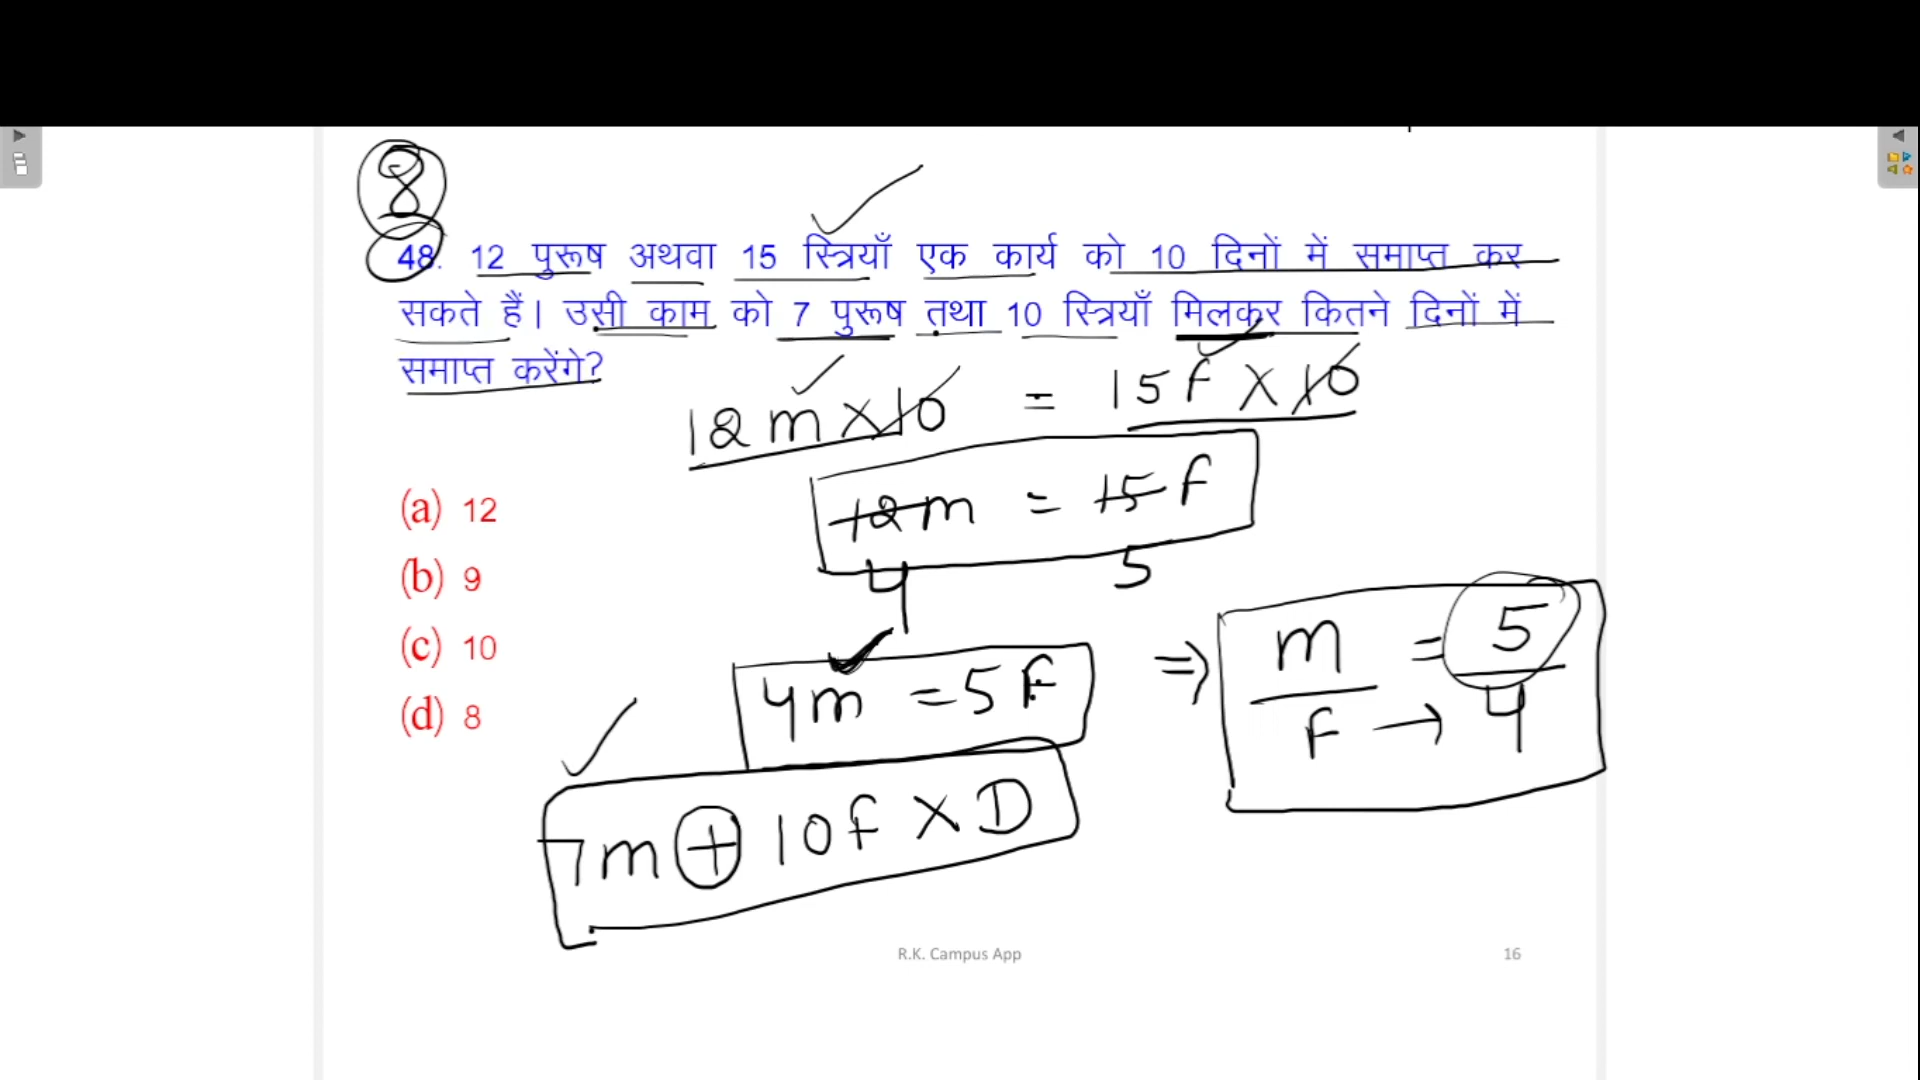 8
48. 12 पुरूष अथवा 15 स्त्रियाँ एक कार्य को 10 दिनों में समाप्त कर
सकते हैं। उसी काम को 7 पुरूष तथा 10 स्त्रियाँ मिलकर कितने दिनों में
समाप्त करेंगे?
12m×10 = 15F×10
12m = 15F
4 5
(a) 12
(b) 9
(c) 10
(d) 8
4m = 5F ⇒ m/F = 5/4
7m + 10F × D
R.K. Campus App 16